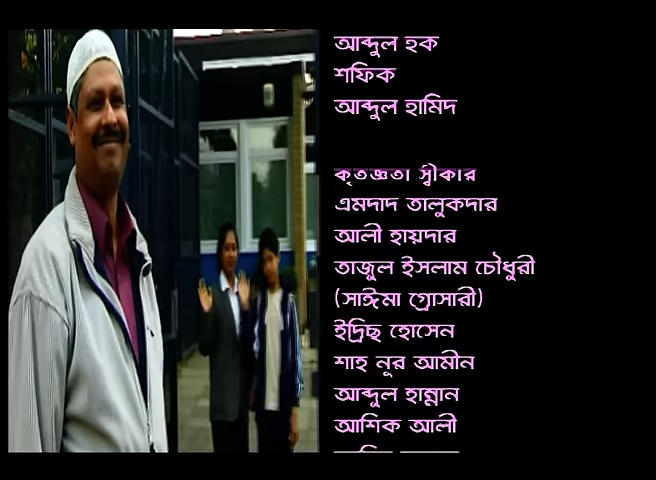 আব্দুল হক
শফিক
আব্দুল হামিদ
কৃতজ্ঞতা স্বীকার
এমদাদ তালুকদার
আলী হায়দার
তাজুল ইসলাম চৌধুরী
(সাঈমা গ্রোসারী)
ইদ্রিছ হোসেন
শাহ নূর আমীন
আব্দুল হান্নান
আশিক আলী